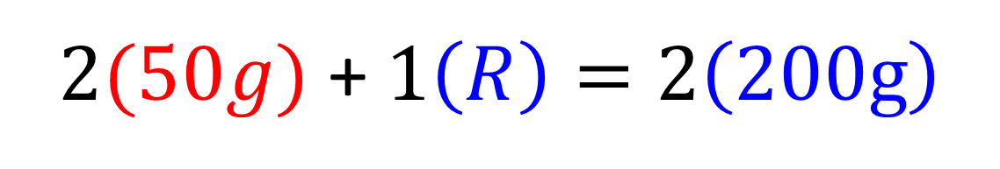 2(50g) + 1(R) = 2(200g)